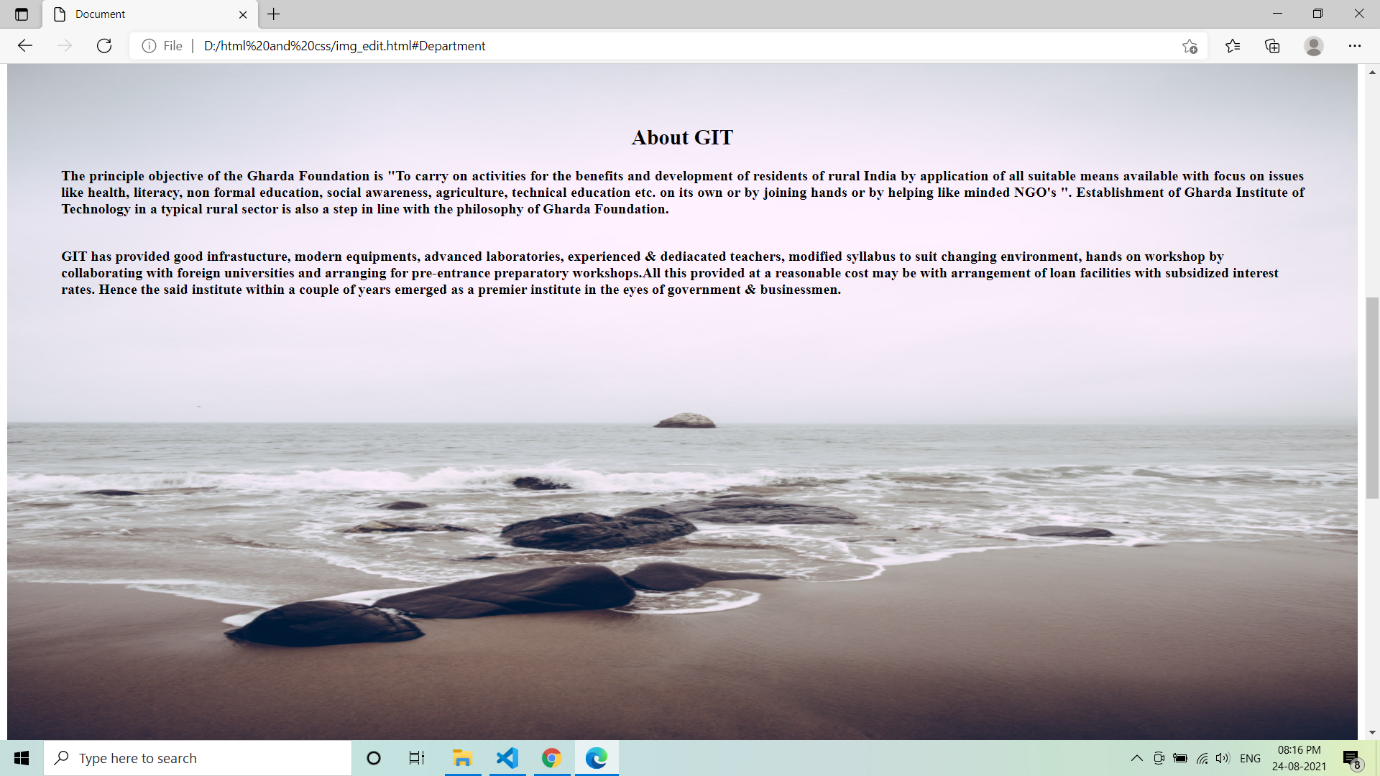 Document
File
D:/html%20and%20css/img_edit.html#Department
About GIT
The principle objective of the Gharda Foundation is "To carry on activities for the benefits and development of residents of rural India by application of all suitable means available with focus on issues
like health, literacy, non formal education, social awareness, agriculture, technical education etc. on its own or by joining hands or by helping like minded NGO's ". Establishment of Gharda Institute of
Technology in a typical rural sector is also a step in line with the philosophy of Gharda Foundation.
GIT has provided good infrastucture, modern equipments, advanced laboratories, experienced & dediacated teachers, modified syllabus to suit changing environment, hands on workshop by
collaborating with foreign universities and arranging for pre-entrance preparatory workshops.All this provided at a reasonable cost may be with arrangement of loan facilities with subsidized interest
rates. Hence the said institute within a couple of years emerged as a premier institute in the eyes of government & businessmen.
Type here to search
ENG
08:16 PM
24-08-2021
8